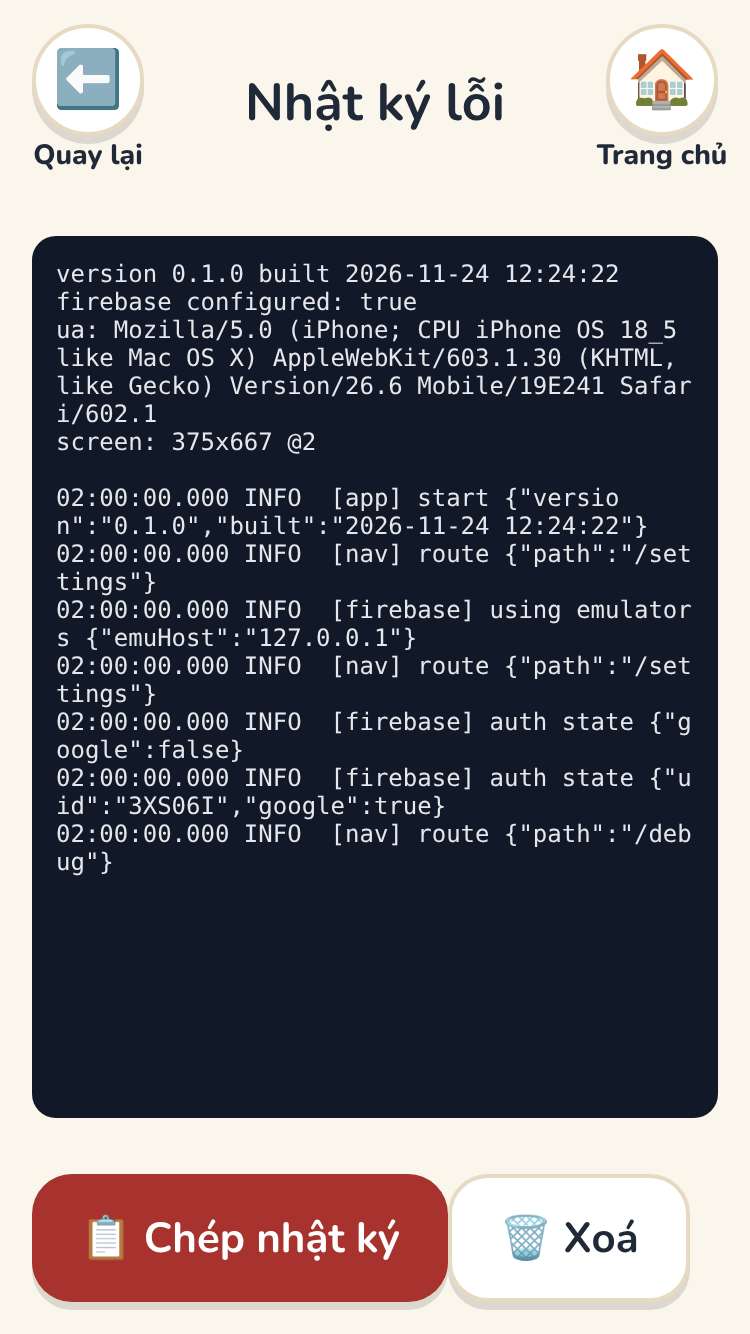 Nhật ký lỗi
Quay lại
Trang chủ
version 0.1.0 built 2026-11-24 12:24:22
firebase configured: true
ua: Mozilla/5.0 (iPhone; CPU iPhone OS 18_5
like Mac OS X) AppleWebKit/603.1.30 (KHTML,
like Gecko) Version/26.6 Mobile/19E241 Safar
i/602.1
screen: 375x667 @2
02:00:00.000 INFO  [app] start {"versio
n":"0.1.0","built":"2026-11-24 12:24:22"}
02:00:00.000 INFO  [nav] route {"path":"/set
tings"}
02:00:00.000 INFO  [firebase] using emulator
s {"emuHost":"127.0.0.1"}
02:00:00.000 INFO  [nav] route {"path":"/set
tings"}
02:00:00.000 INFO  [firebase] auth state {"g
oogle":false}
02:00:00.000 INFO  [firebase] auth state {"u
id":"3XS06I","google":true}
02:00:00.000 INFO  [nav] route {"path":"/deb
ug"}
Chép nhật ký
Xoá